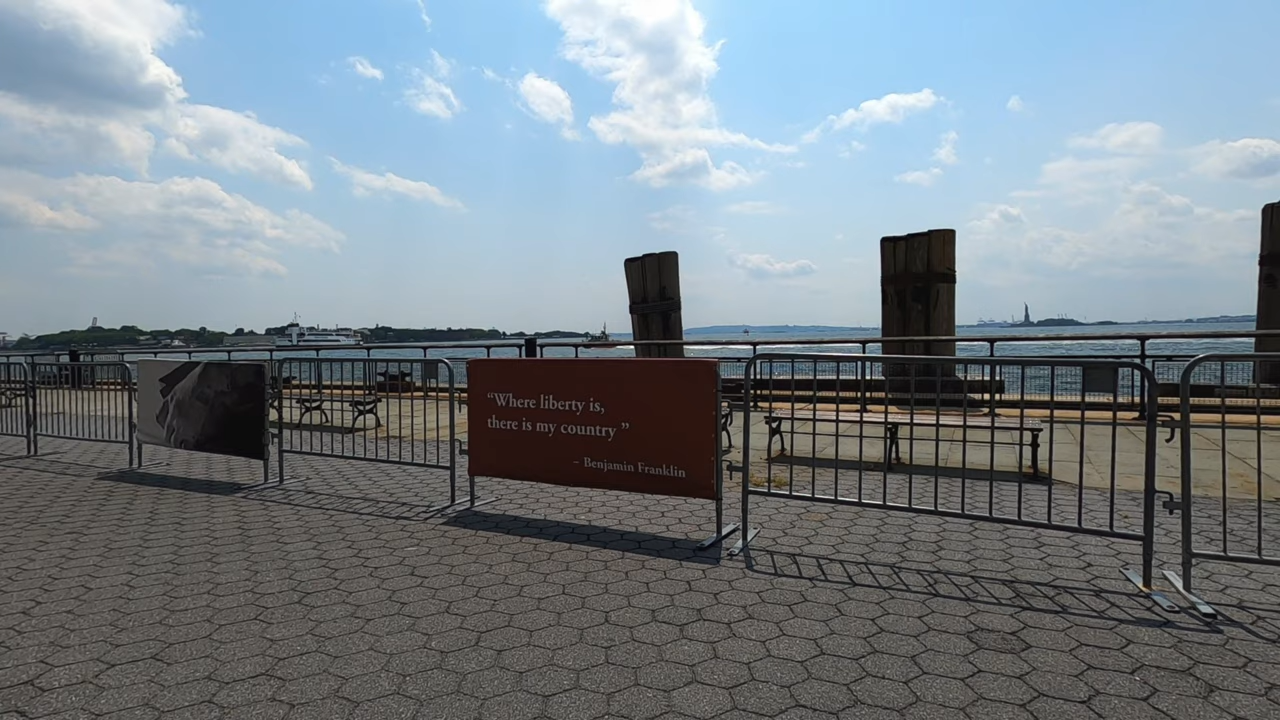 “Where liberty is,
there is my country ”
– Benjamin Franklin